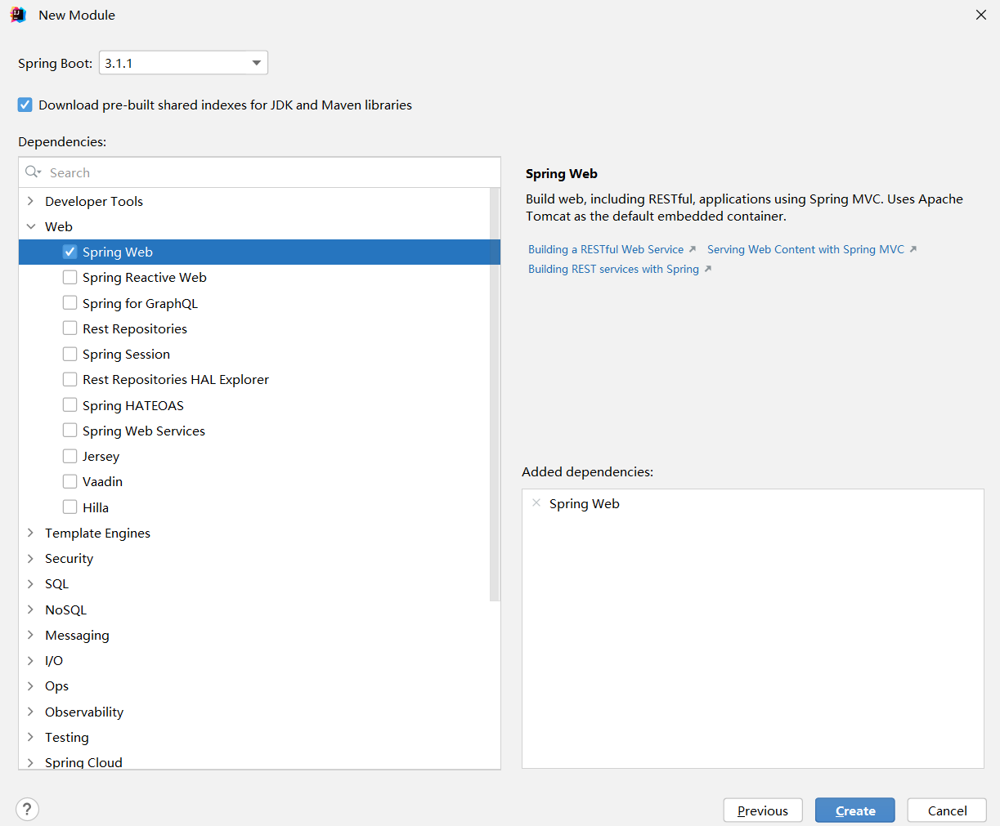 New Module
Spring Boot: 3.1.1
Download pre-built shared indexes for JDK and Maven libraries
Dependencies:
Search
Developer Tools
Web
Spring Web
Spring Reactive Web
Spring for GraphQL
Rest Repositories
Spring Session
Rest Repositories HAL Explorer
Spring HATEOAS
Spring Web Services
Jersey
Vaadin
Hilla
Template Engines
Security
SQL
NoSQL
Messaging
I/O
Ops
Observability
Testing
Spring Cloud
Spring Web
Build web, including RESTful, applications using Spring MVC. Uses Apache
Tomcat as the default embedded container.
Building a RESTful Web Service Serving Web Content with Spring MVC
Building REST services with Spring
Added dependencies:
Spring Web
? Previous Create Cancel